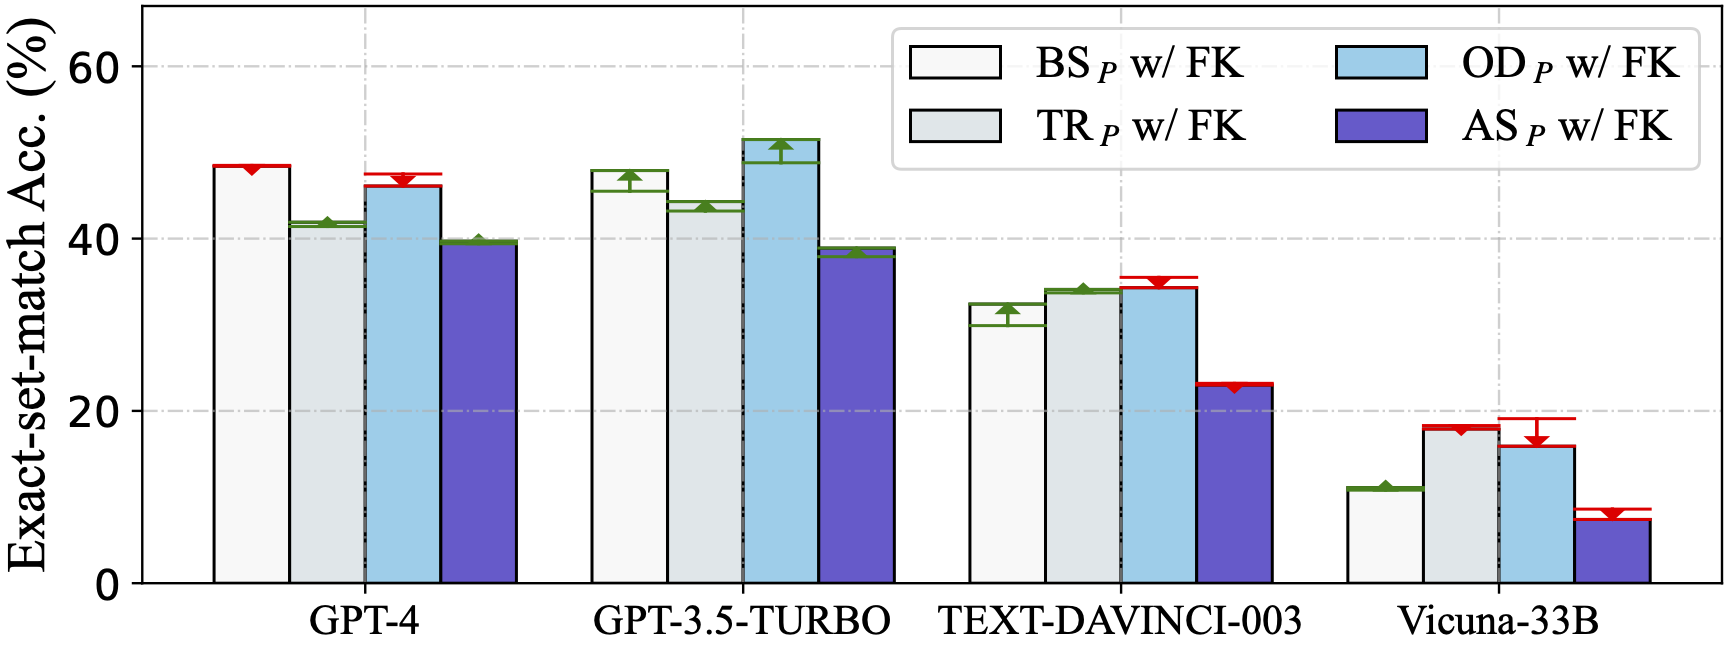 Exact-set-match Acc. (%)
60
40
20
0
BS P w/ FK
TR P w/ FK
OD P w/ FK
AS P w/ FK
GPT-4
GPT-3.5-TURBO
TEXT-DAVINCI-003
Vicuna-33B